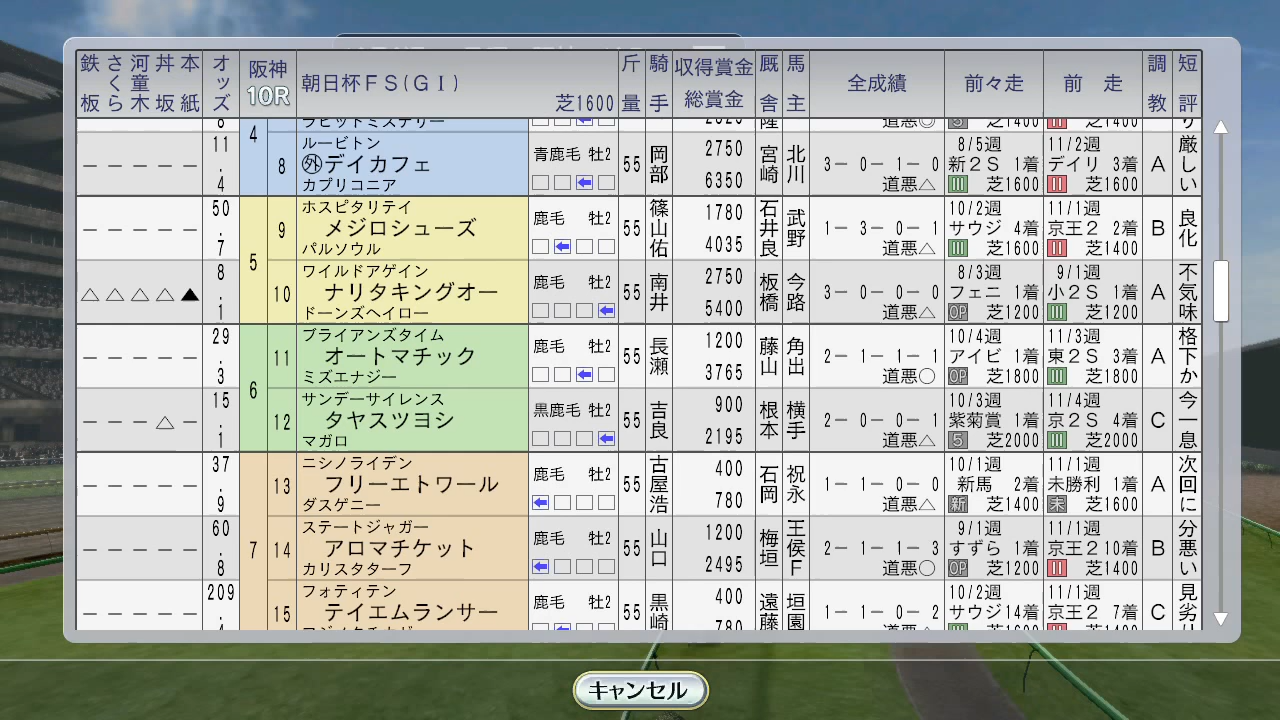 鉄板 さくら 河童木 丼坂 本紙 オッズ 阪神10R 朝日杯FS(GⅠ) 芝1600 斤量 騎手 収得賞金 総賞金 厩舎 馬主 全成績 前々走 前走 調教 短評
4
11.4 8 ルービトン 青鹿毛 牡2 55 岡部 2750 宮崎 北川 3-0-1-0 8/5週 11/2週 A 厳しい
外デイカフェ 新2S 1着 デイリ 3着
カプリコニア 6350 道悪△ III 芝1600 II 芝1600
－－－－－ 50.7 5 9 ホスピタリテイ 鹿毛 牡2 55 篠山佑 1780 石井良 武野 1-3-0-1 10/2週 11/1週 B 良化
メジロシューズ サウジ 4着 京王2 2着
パルソウル 4035 道悪△ III 芝1600 II 芝1400
△△△△▲ 8.1 10 ワイルドアゲイン 鹿毛 牡2 55 南井 2750 板橋 今路 3-0-0-0 8/3週 9/1週 A 不気味
ナリタキングオー フェニ 1着 小2S 1着
ドーンズヘイロー 5400 道悪△ OP 芝1200 III 芝1200
－－－－－ 29.3 6 11 ブライアンズタイム 鹿毛 牡2 55 長瀬 1200 藤山 角出 2-1-1-1 10/4週 11/3週 A 格下か
オートマチック アイビ 1着 東2S 3着
ミズエナジー 3765 道悪○ OP 芝1800 III 芝1800
－－－△－ 15.1 12 サンデーサイレンス 黒鹿毛 牡2 55 吉良 900 根本 横手 2-0-0-1 10/3週 11/4週 C 今一息
タヤスツヨシ 紫菊賞 1着 京2S 4着
マガロ 2195 道悪△ 5 芝2000 III 芝2000
－－－－－ 37.9 7 13 ニシノライデン 鹿毛 牡2 55 古屋浩 400 石岡 祝永 1-1-0-0 10/1週 11/1週 A 次回に
フリーエトワール 新馬 2着 未勝利 1着
ダスゲニー 780 道悪△ 新 芝1400 未 芝1600
－－－－－ 60.8 14 ステートジャガー 鹿毛 牡2 55 山口 1200 梅垣 王侯F 2-1-1-3 9/1週 11/1週 B 分悪い
アロマチケット すずら 1着 京王2 10着
カリスタターフ 2495 道悪○ OP 芝1200 II 芝1400
－－－－－ 209 15 フォティテン 鹿毛 牡2 55 黒崎 400 遠藤 垣園 1-1-0-2 10/2週 11/1週 C 見劣
テイエムランサー サウジ 14着 京王2 7着
キャンセル